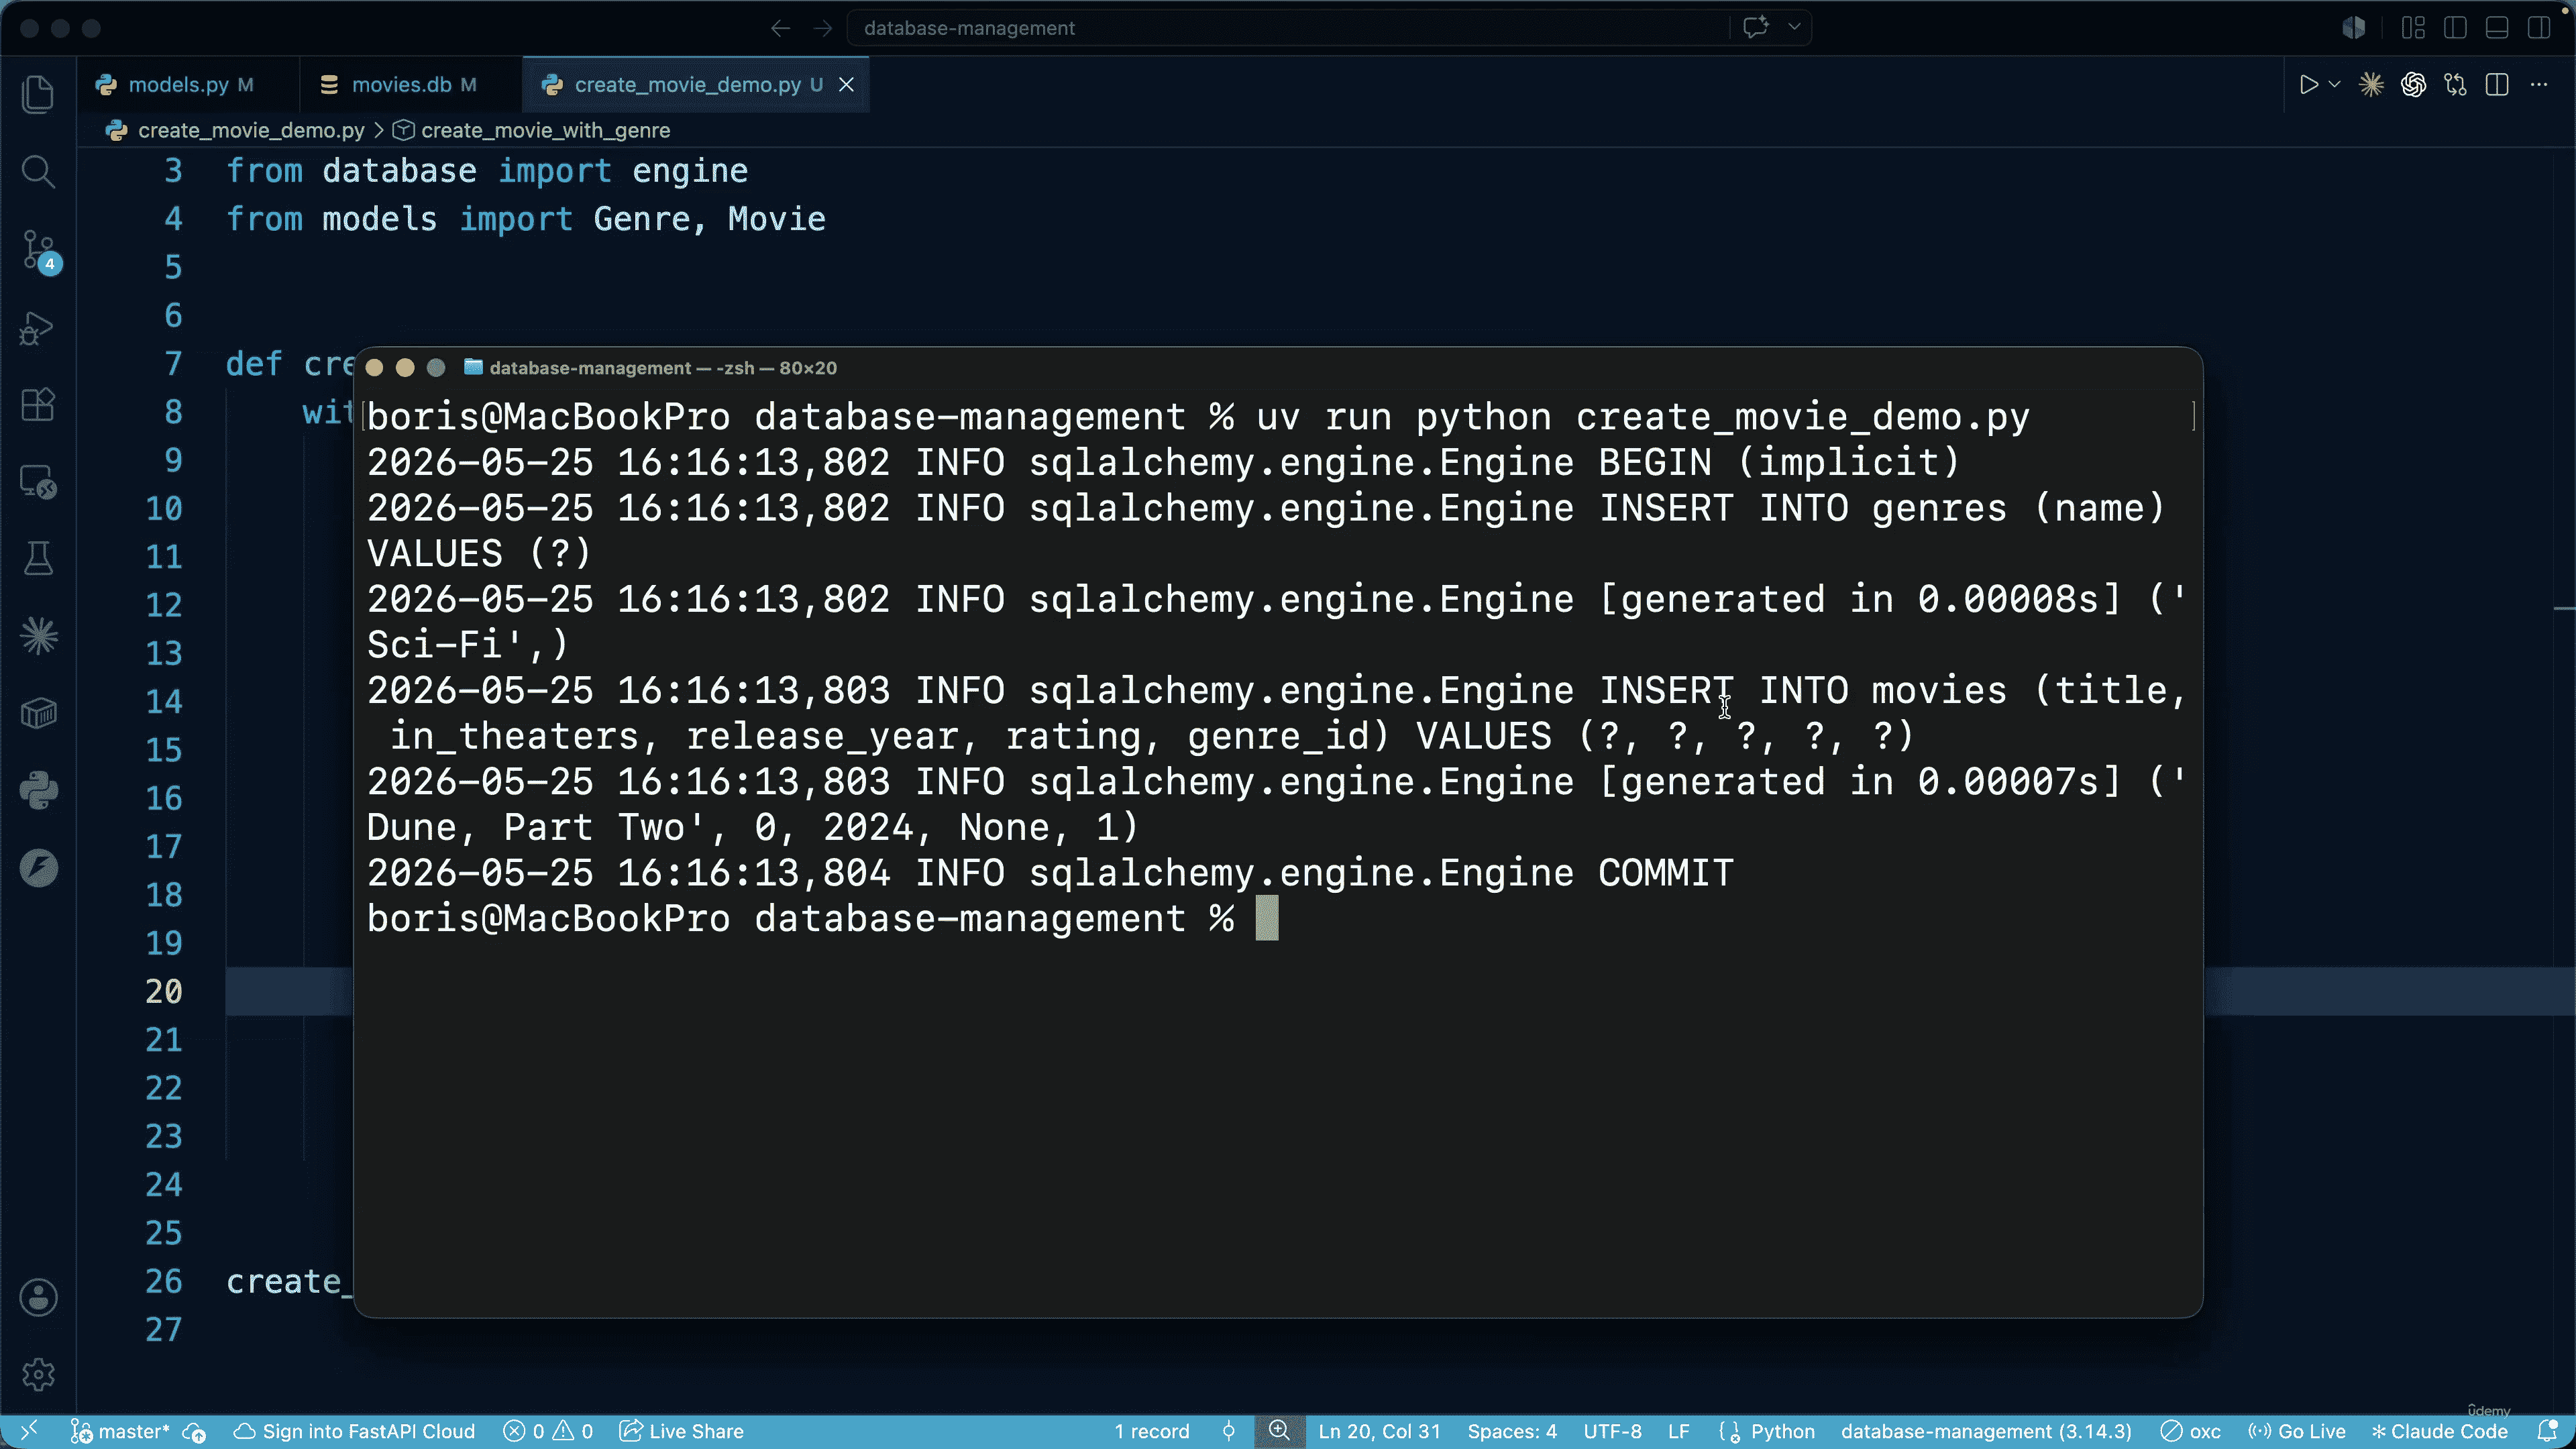 database-management
models.py M
movies.db M
create_movie_demo.py U
create_movie_demo.py > create_movie_with_genre
3 from database import engine
4 from models import Genre, Movie
5
6
7 def cre
8 wit
9
10
11
12
13
14
15
16
17
18
19
20
21
22
23
24
25
26 create_
27
4
database-management — -zsh — 80×20
boris@MacBookPro database-management % uv run python create_movie_demo.py
2026-05-25 16:16:13,802 INFO sqlalchemy.engine.Engine BEGIN (implicit)
2026-05-25 16:16:13,802 INFO sqlalchemy.engine.Engine INSERT INTO genres (name)
VALUES (?)
2026-05-25 16:16:13,802 INFO sqlalchemy.engine.Engine [generated in 0.00008s] ('
Sci-Fi',)
2026-05-25 16:16:13,803 INFO sqlalchemy.engine.Engine INSERT INTO movies (title,
in_theaters, release_year, rating, genre_id) VALUES (?, ?, ?, ?, ?)
2026-05-25 16:16:13,803 INFO sqlalchemy.engine.Engine [generated in 0.00007s] ('
Dune, Part Two', 0, 2024, None, 1)
2026-05-25 16:16:13,804 INFO sqlalchemy.engine.Engine COMMIT
boris@MacBookPro database-management %
udemy
master* Sign into FastAPI Cloud 0 0 Live Share 1 record Ln 20, Col 31 Spaces: 4 UTF-8 LF Python database-management (3.14.3) oxc Go Live Claude Code